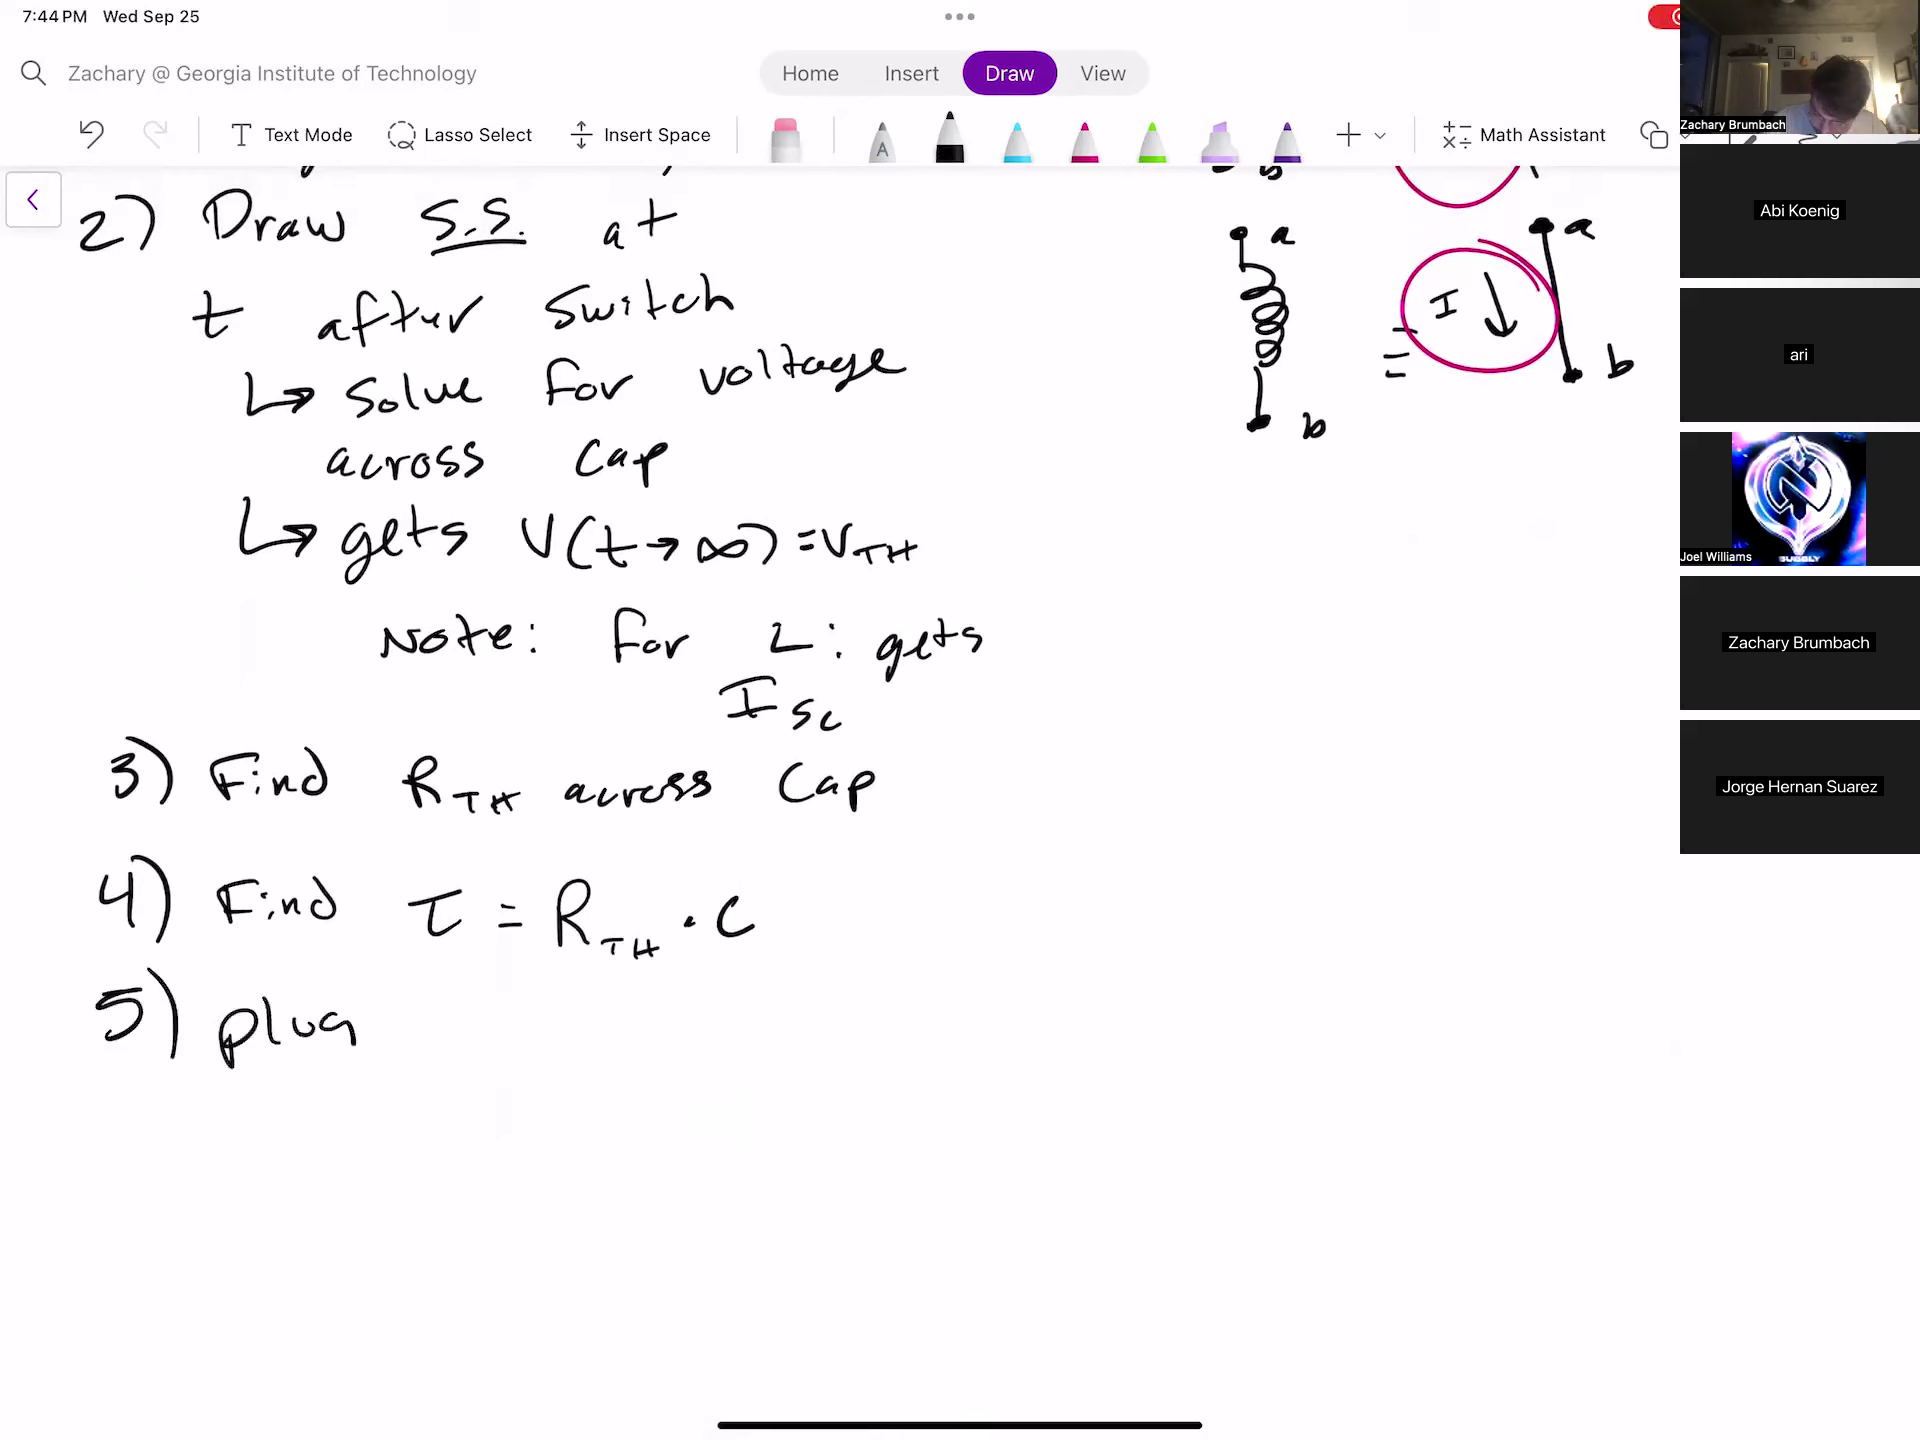 7:44 PM Wed Sep 25
Zachary @ Georgia Institute of Technology
Home Insert Draw View
Text Mode Lasso Select Insert Space Math Assistant
2) Draw S.S. at
t after switch
↳ solve for voltage
across cap
↳ gets V(t→∞) = VTH
Note: for L: gets
Isc
3) Find RTH across cap
4) Find τ = RTH · C
5) plug
b
a
b
I ↓
a
b
=
Zachary Brumbach
Abi Koenig
ari
Joel Williams
Zachary Brumbach
Jorge Hernan Suarez